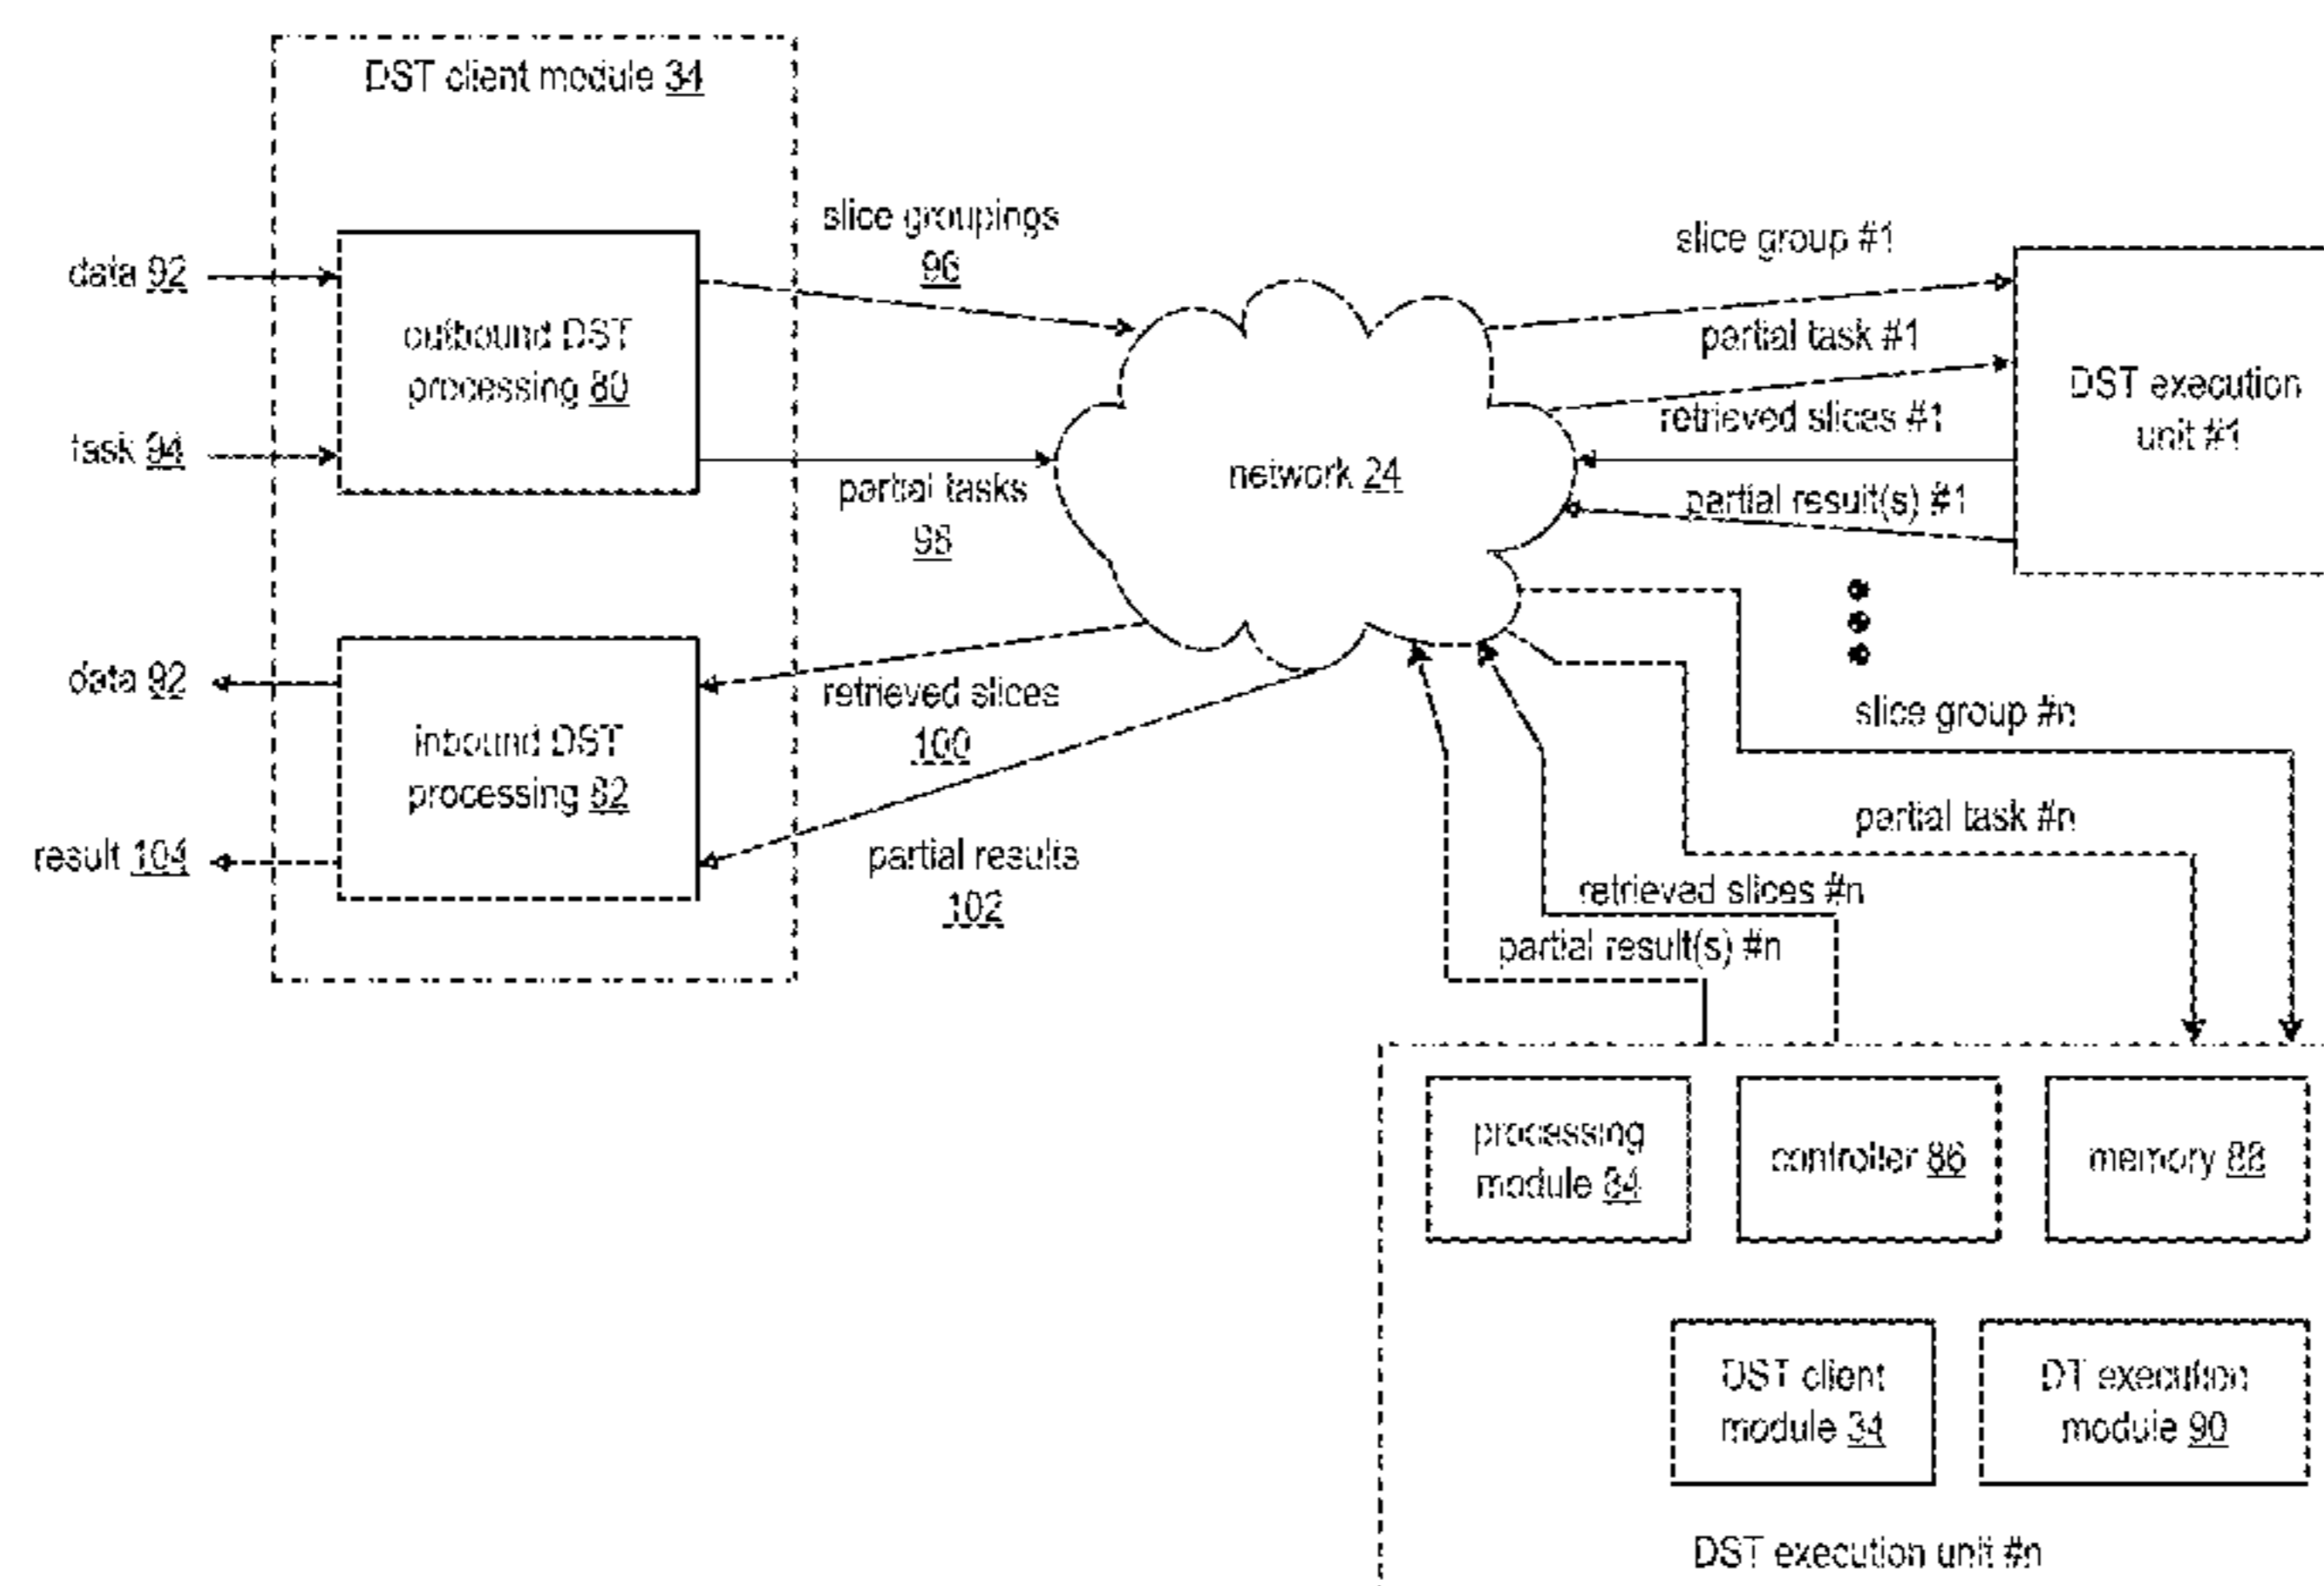 DST client module 34
data 92
task 94
outbound DST
processing 80
slice groupings
96
partial tasks
98
data 92
result 104
inbound DST
processing 82
retrieved slices
100
partial results
102
network 24
slice group #1
partial task #1
retrieved slices #1
partial result(s) #1
DST execution
unit #1
slice group #n
partial task #n
retrieved slices #n
partial result(s) #n
processing
module 84
controller 86
memory 88
DST client
module 34
DT execution
module 90
DST execution unit #n